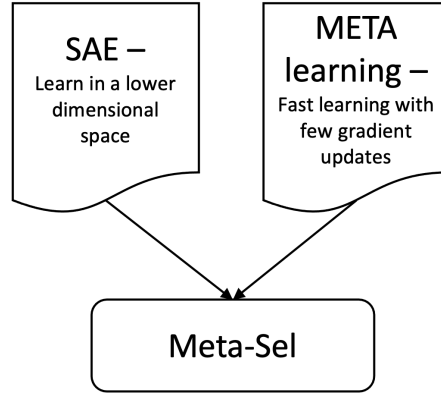 SAE –
Learn in a lower
dimensional
space
META
learning –
Fast learning with
few gradient
updates
Meta-Sel